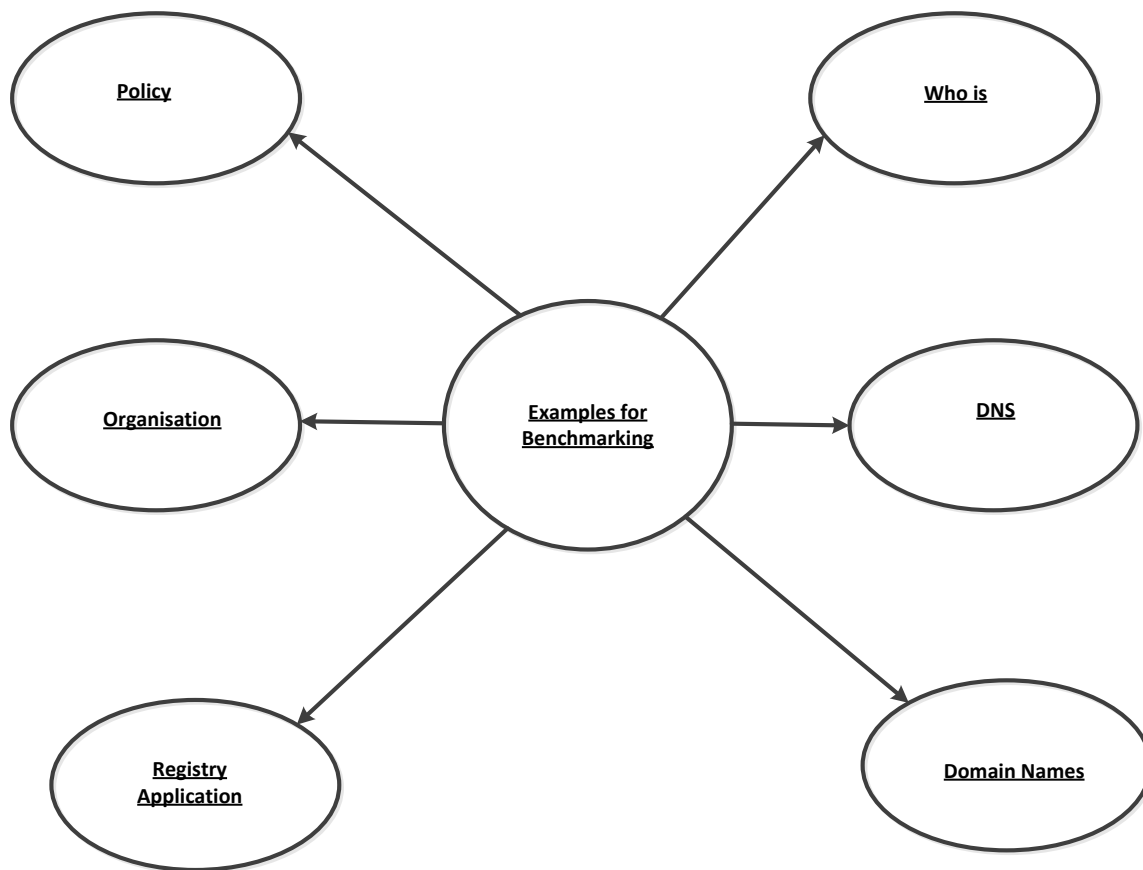 Policy
Who is
Organisation
Examples for
Benchmarking
DNS
Registry
Application
Domain Names